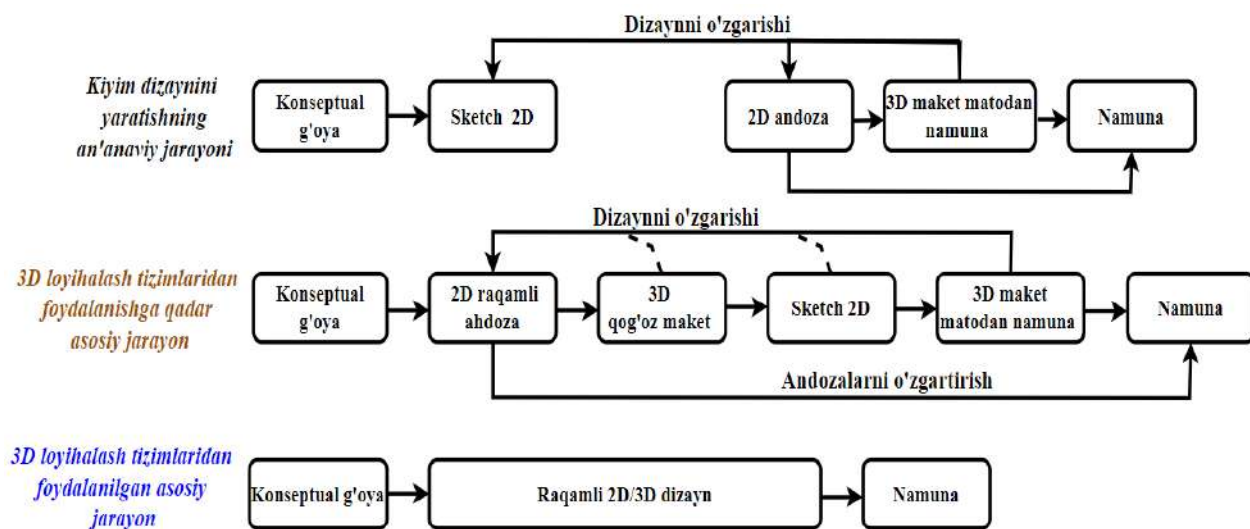 Dizaynni o'zgarishi
Kiyim dizaynini
yaratishning
an'anaviy jarayoni
Konseptual
g'oya
Sketch 2D
2D andoza
3D maket matodan
namuna
Namuna
Dizaynni o'zgarishi
3D loyihalash tizimlaridan
foydalanishga qadar
asosiy jarayon
Konseptual
g'oya
2D raqamli
ahdoza
3D
qog'oz maket
Sketch 2D
3D maket
matodan namuna
Namuna
Andozalarni o'zgartirish
3D loyihalash tizimlaridan
foydalanilgan asosiy
jarayon
Konseptual g'oya
Raqamli 2D/3D dizayn
Namuna